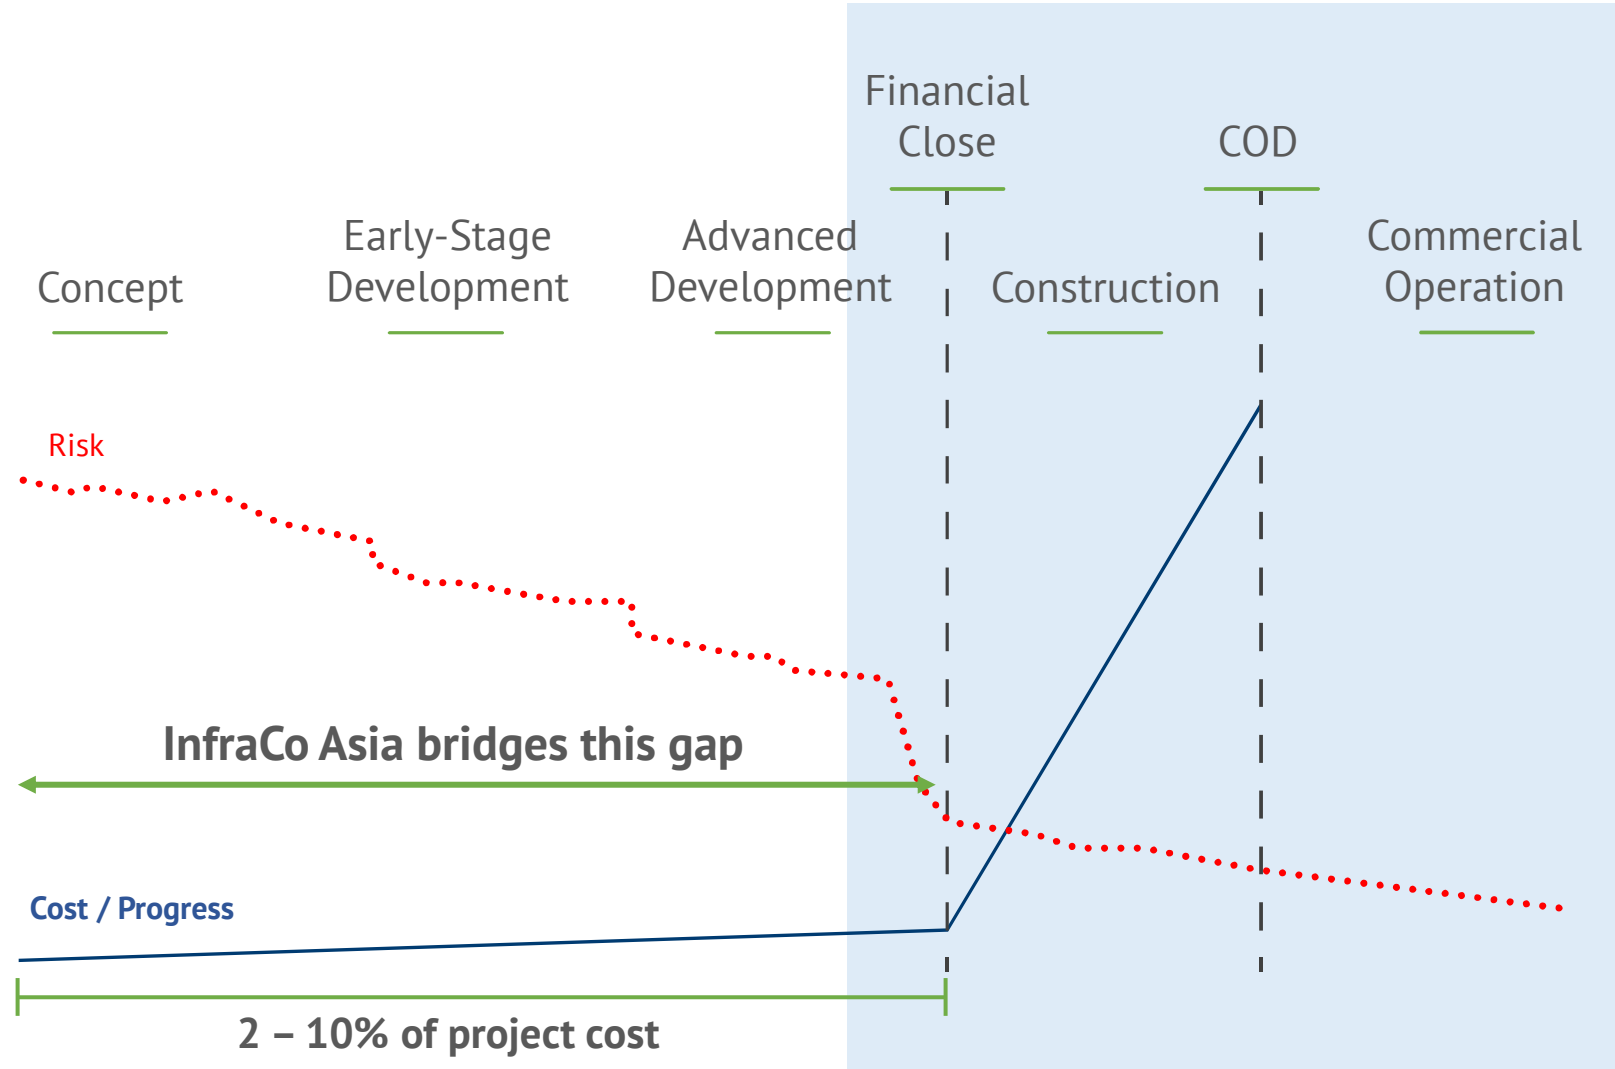 Financial
Close
COD
Concept
Early-Stage
Development
Advanced
Development
Construction
Commercial
Operation
Risk
InfraCo Asia bridges this gap
Cost / Progress
2 – 10% of project cost